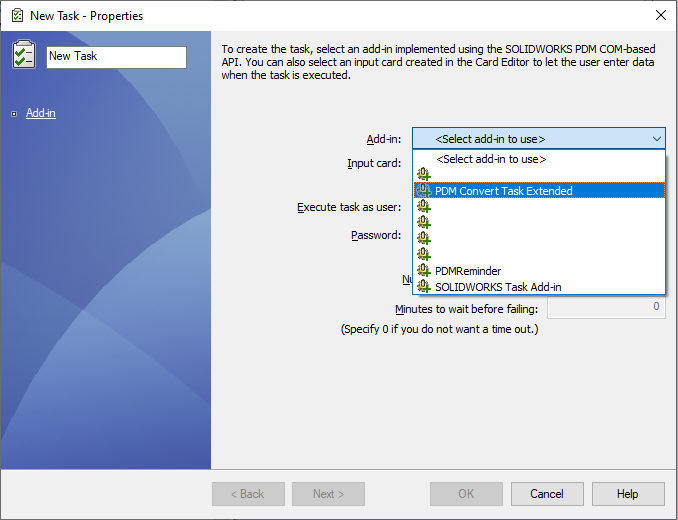 New Task - Properties
New Task
Add-in
To create the task, select an add-in implemented using the SOLIDWORKS PDM COM-based
API. You can also select an input card created in the Card Editor to let the user enter data
when the task is executed.
Add-in:
<Select add-in to use>
Input card:
<Select add-in to use>
PDM Convert Task Extended
Execute task as user:
Password:
PDMReminder
SOLIDWORKS Task Add-in
Minutes to wait before failing:
0
(Specify 0 if you do not want a time out.)
< Back
Next >
OK
Cancel
Help